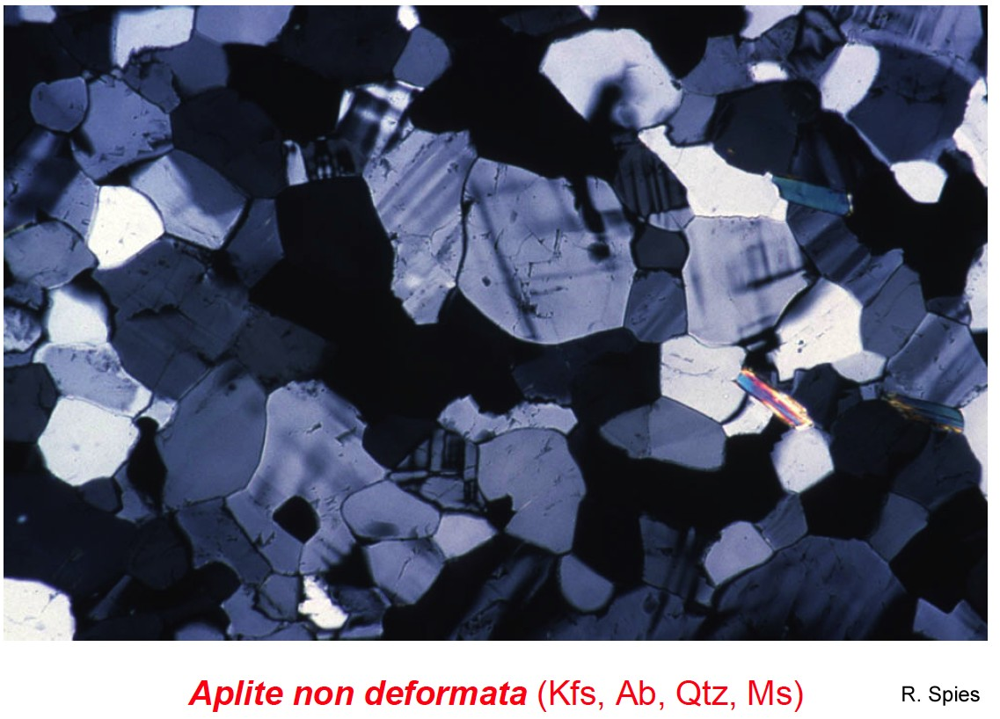 Aplite non deformata (Kfs, Ab, Qtz, Ms)
R. Spies